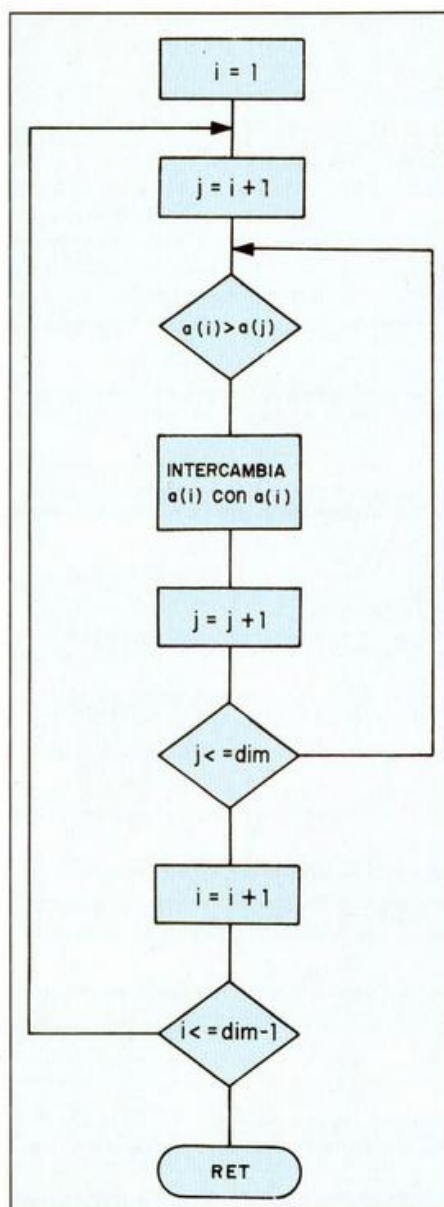 i = 1
j = i + 1
a(i)>a(j)
INTERCAMBIA
a(i) CON a(i)
j = j + 1
j < = dim
i = i + 1
i < = dim-1
RET